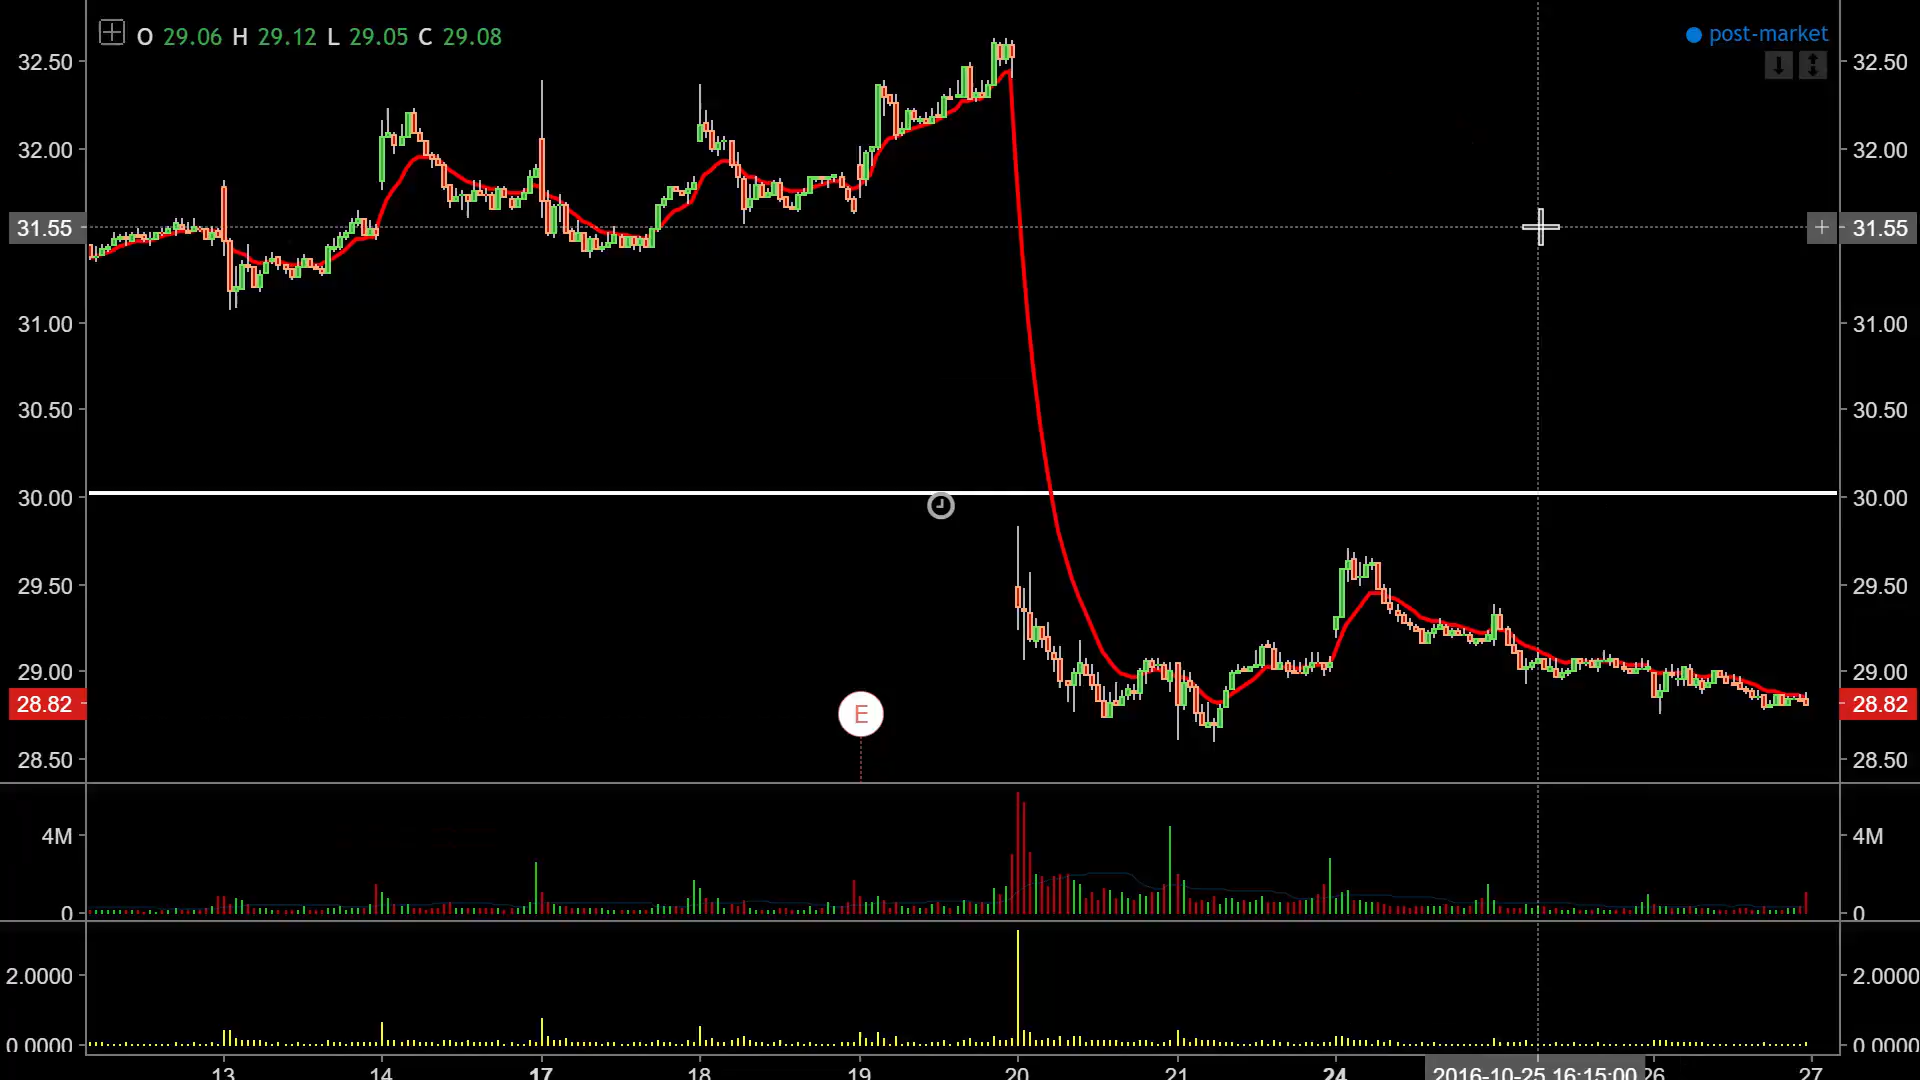 O 29.06 H 29.12 L 29.05 C 29.08
post-market
32.50 32.50
32.00 32.00
31.55 31.55
31.00 31.00
30.50 30.50
30.00 30.00
29.50 29.50
29.00 29.00
28.82 E 28.82
28.50 28.50
4M 4M
0 0
2.0000 2.0000
0.0000 0.0000
13 14 17 18 19 20 21 24 2016-10-25 16:15:00 26 27